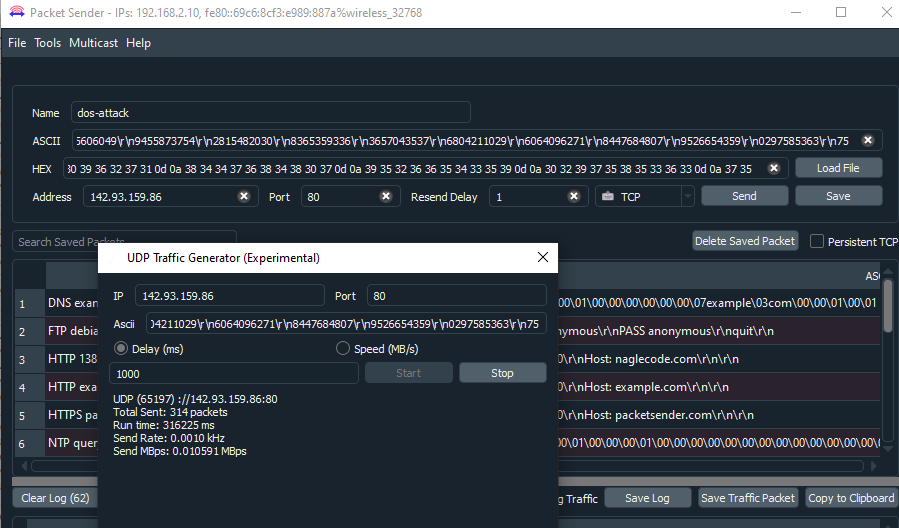 Packet Sender - IPs: 192.168.2.10, fe80::69c6:8cf3:e989:887a%wireless_32768
File Tools Multicast Help
Name dos-attack
ASCII 5606049\r\n9455873754\r\n2815482030\r\n8365359336\r\n3657043537\r\n6804211029\r\n6064096271\r\n8447684807\r\n9526654359\r\n0297585363\r\n75
HEX 30 39 36 32 37 31 0d 0a 38 34 34 37 36 38 34 38 30 37 0d 0a 39 35 32 36 36 35 34 33 35 39 0d 0a 30 32 39 37 35 38 35 33 36 33 0d 0a 37 35 Load File
Address 142.93.159.86 Port 80 Resend Delay 1 TCP Send Save
Search Saved Packets Delete Saved Packet Persistent TCP
UDP Traffic Generator (Experimental)
IP 142.93.159.86 Port 80
Ascii 04211029\r\n6064096271\r\n8447684807\r\n9526654359\r\n0297585363\r\n75
Delay (ms) Speed (MB/s)
1000 Start Stop
UDP (65197) ://142.93.159.86:80
Total Sent: 314 packets
Run time: 316225 ms
Send Rate: 0.0010 kHz
Send MBps: 0.010591 MBps
ASC
1 DNS exam \00\00\01\00\00\00\00\00\00\07example\03com\00\00\01\00\01
2 FTP debia ymous\r\nPASS anonymous\r\nquit\r\n
3 HTTP 138 0\r\nHost: naglecode.com\r\n\r\n
4 HTTP exa 0\r\nHost: example.com\r\n\r\n
5 HTTPS pa 0\r\nHost: packetsender.com\r\n\r\n
6 NTP query \00\01\00\00\00\00\00\00\00\00\00\00\00\00\00\00\00\00\00
Clear Log (62) g Traffic Save Log Save Traffic Packet Copy to Clipboard